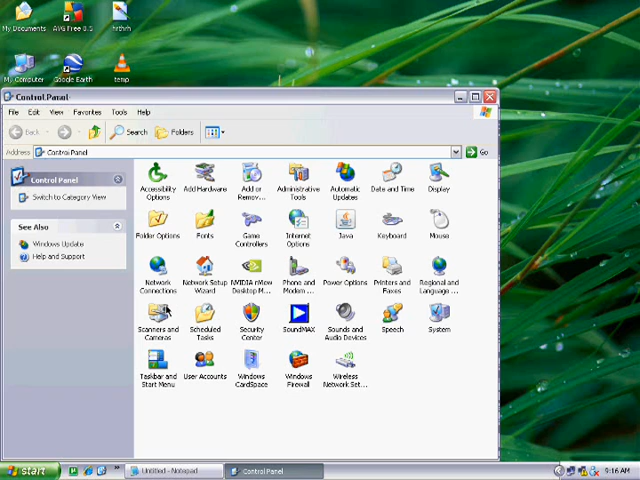 My Documents
AVG Free 8.5
hrthrh
My Computer
Google Earth
temp
Control Panel
File Edit View Favorites Tools Help
Back Search Folders
Address Control Panel Go
Control Panel
Switch to Category View
See Also
Windows Update
Help and Support
Accessibility Options
Add Hardware
Add or Remov...
Administrative Tools
Automatic Updates
Date and Time
Display
Folder Options
Fonts
Game Controllers
Internet Options
Java
Keyboard
Mouse
Network Connections
Network Setup Wizard
NVIDIA nView Desktop M...
Phone and Modem ...
Power Options
Printers and Faxes
Regional and Language ...
Scanners and Cameras
Scheduled Tasks
Security Center
SoundMAX
Sounds and Audio Devices
Speech
System
Taskbar and Start Menu
User Accounts
Windows CardSpace
Windows Firewall
Wireless Network Set...
start
Untitled - Notepad
Control Panel
9:16 AM